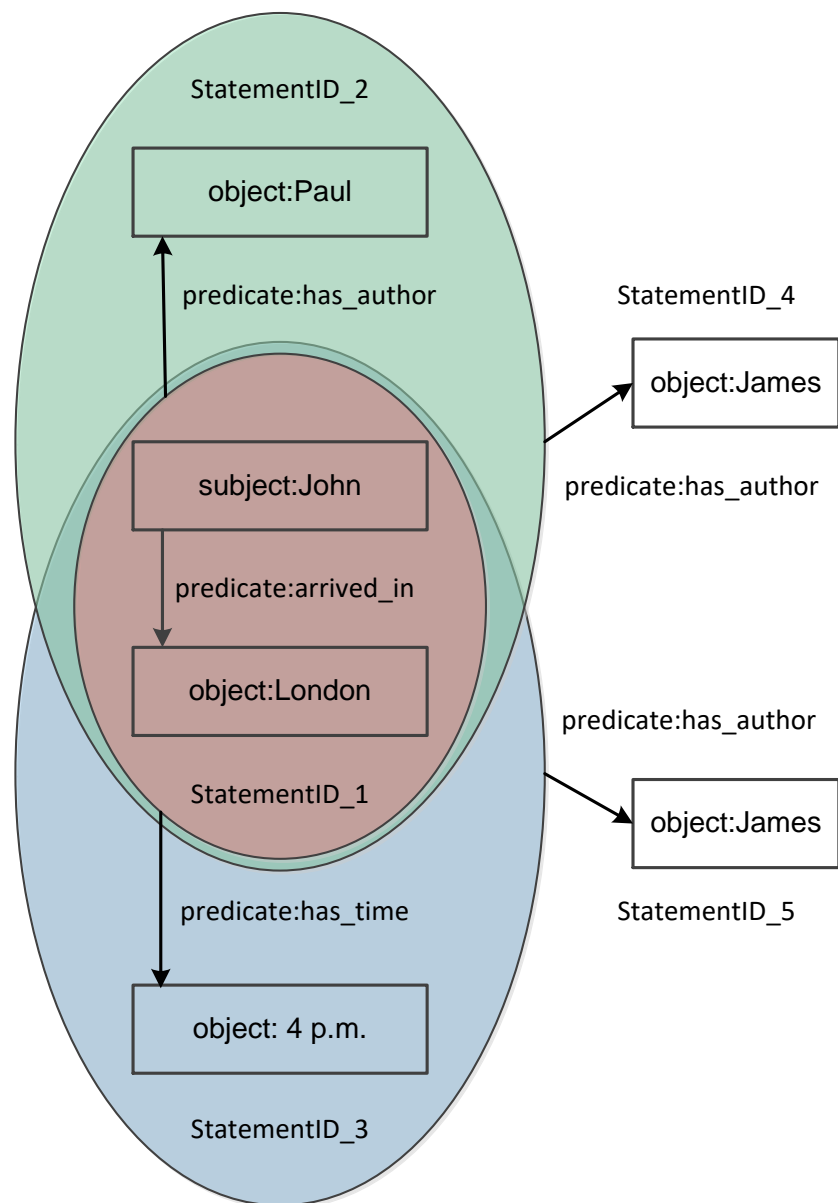 StatementID_2
object:Paul
predicate:has_author
StatementID_4
object:James
predicate:has_author
subject:John
predicate:arrived_in
object:London
StatementID_1
predicate:has_author
object:James
StatementID_5
predicate:has_time
object: 4 p.m.
StatementID_3